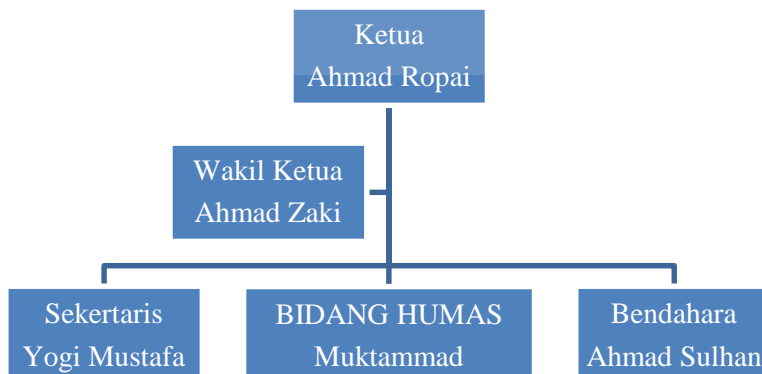 Ketua
Ahmad Ropai
Wakil Ketua
Ahmad Zaki
Sekertaris
Yogi Mustafa
BIDANG HUMAS
Muktammad
Bendahara
Ahmad Sulhan